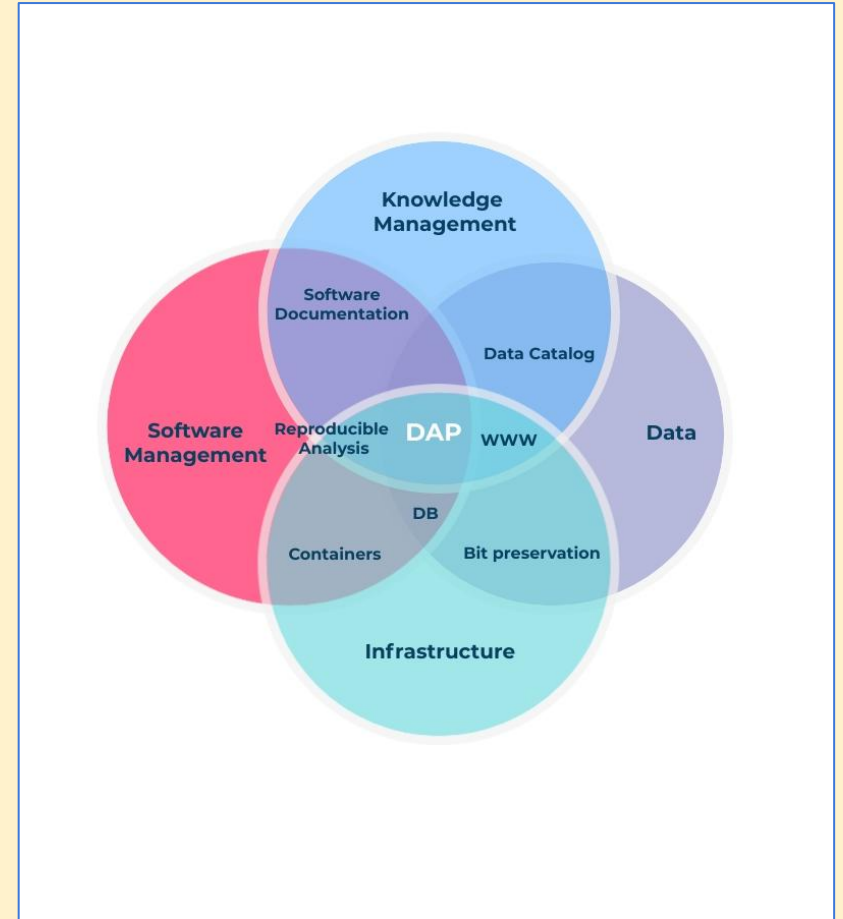 Knowledge
Management
Software
Documentation
Data Catalog
Software
Management
Reproducible
Analysis
DAP
WWW
Data
DB
Containers
Bit preservation
Infrastructure